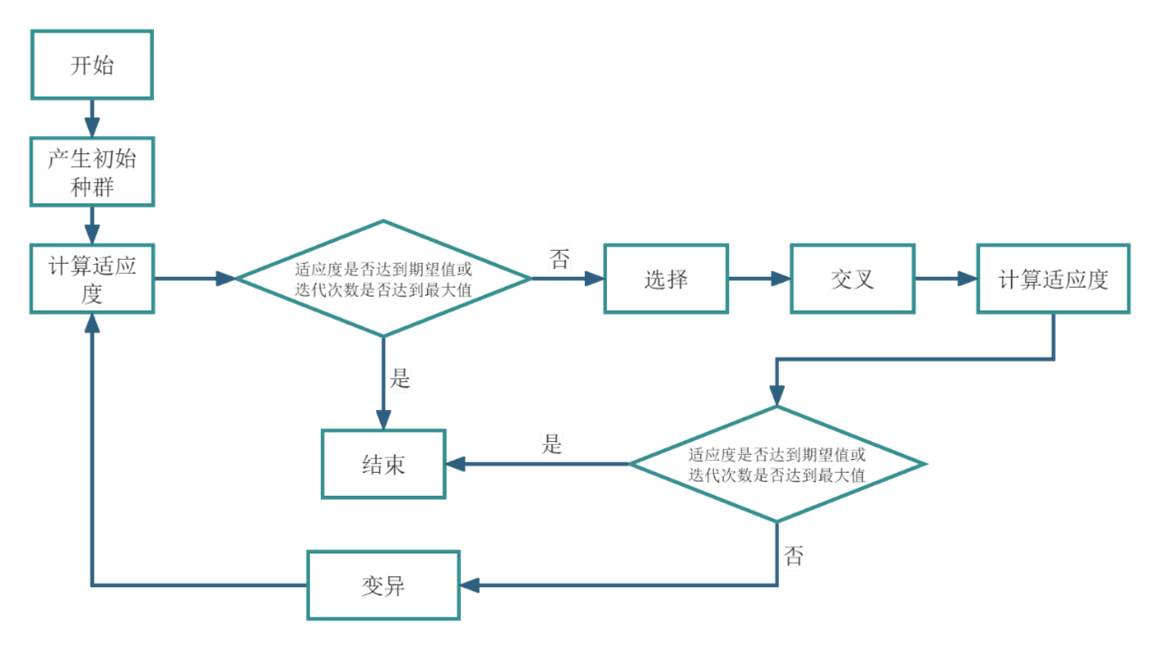 开始
产生初始
种群
计算适应
度
适应度是否达到期望值或
迭代次数是否达到最大值
否
选择
交叉
计算适应度
是
适应度是否达到期望值或
迭代次数是否达到最大值
是
结束
否
变异